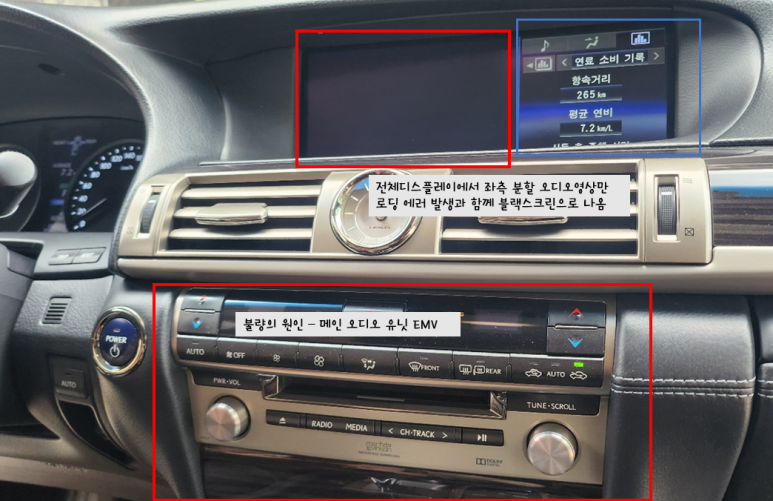 연료 소비 기록
항속거리
265 km
평균 연비
7.2 km/L
전체디스플레이에서 좌측 분할 오디오영상만
로딩 에러 발생과 함께 블랙스크린으로 나옴
불량의 원인 – 메인 오디오 유닛 EMV
POWER
AUTO
OFF
FRONT
REAR
AUTO
AUTO
PWR·VOL
TUNE·SCROLL
RADIO
MEDIA
< CH·TRACK >
DOLBY